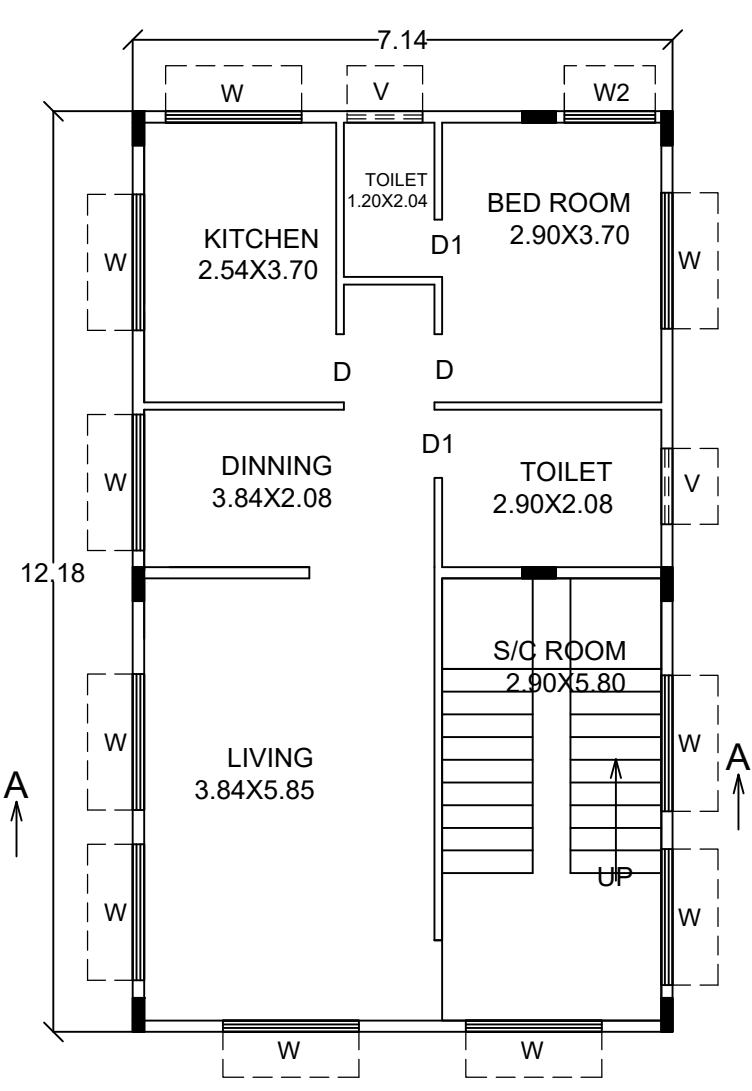 7.14
W
V
W2
TOILET
1.20X2.04
BED ROOM
2.90X3.70
KITCHEN
2.54X3.70
D1
W
W
D
D
D1
DINNING
3.84X2.08
TOILET
2.90X2.08
W
V
12.18
S/C ROOM
2.90X5.80
LIVING
3.84X5.85
W
W
A
A
UP
W
W
W
W